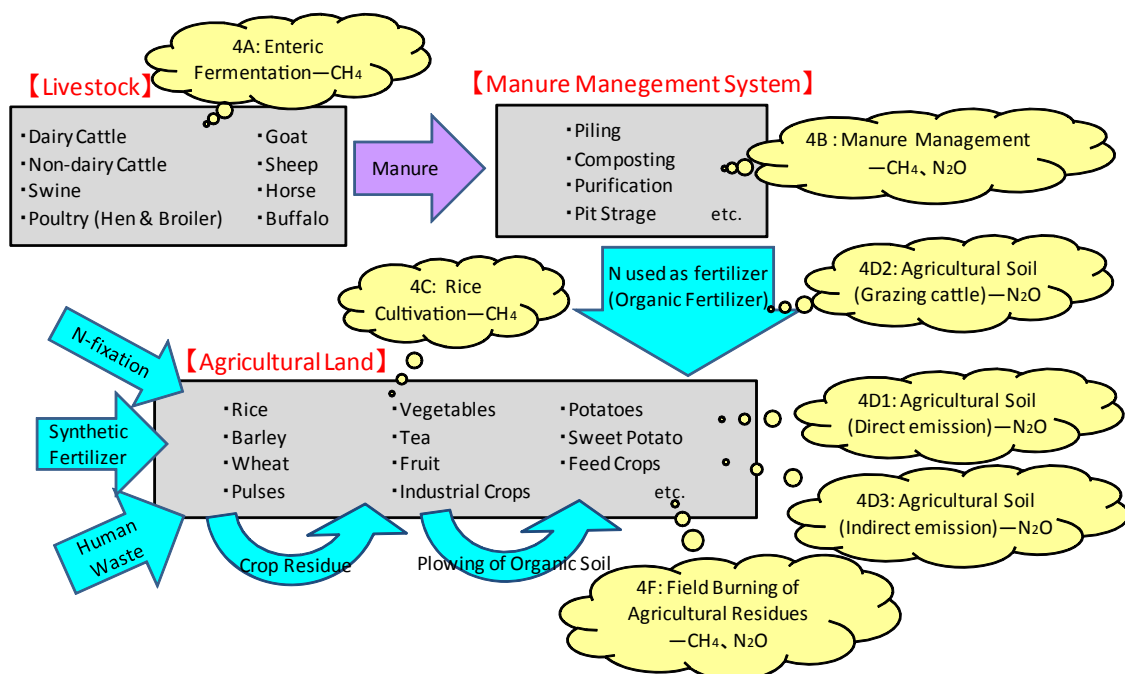 4A: Enteric
Fermentation—CH4
【Livestock】
・Dairy Cattle
・Non-dairy Cattle
・Swine
・Poultry (Hen & Broiler)
・Goat
・Sheep
・Horse
・Buffalo
Manure
【Manure Manegement System】
・Piling
・Composting
・Purification
・Pit Strage
etc.
4B : Manure Management
—CH4、N2O
N used as fertilizer
(Organic Fertilizer)
4D2: Agricultural Soil
(Grazing cattle)—N2O
4C: Rice
Cultivation—CH4
N-fixation
Synthetic
Fertilizer
Human
Waste
【Agricultural Land】
・Rice
・Barley
・Wheat
・Pulses
・Vegetables
・Tea
・Fruit
・Industrial Crops
・Potatoes
・Sweet Potato
・Feed Crops
etc.
4D1: Agricultural Soil
(Direct emission)—N2O
4D3: Agricultural Soil
(Indirect emission)—N2O
Crop Residue
Plowing of Organic Soil
4F: Field Burning of
Agricultural Residues
—CH4、N2O